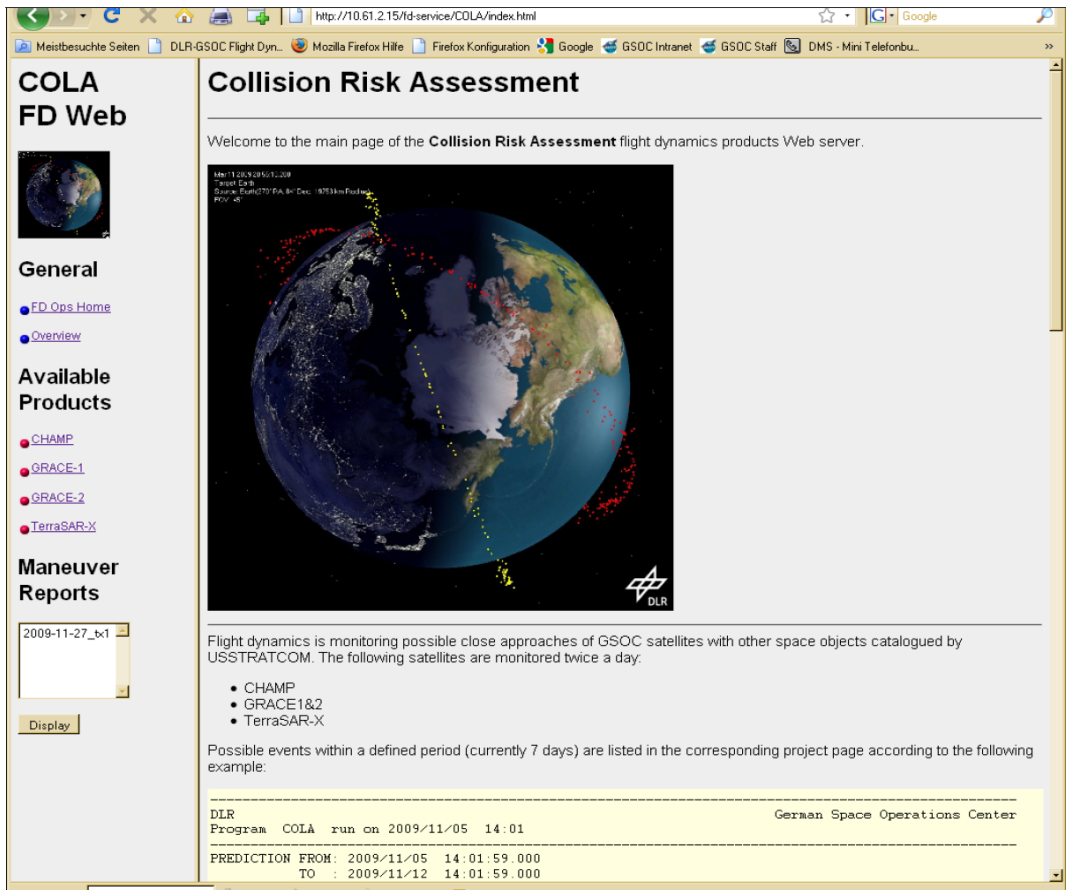 http://10.61.2.15/fd-service/COLA/index.html
Google
Meistbesuchte Seiten DLR-GSOC Flight Dyn... Mozilla Firefox Hilfe Firefox Konfiguration Google GSOC Intranet GSOC Staff DMS - Mini Telefonbu... »
COLA
FD Web
General
FD Ops Home
Overview
Available
Products
CHAMP
GRACE-1
GRACE-2
TerraSAR-X
Maneuver
Reports
2009-11-27_tx1
Display
Collision Risk Assessment
Welcome to the main page of the Collision Risk Assessment flight dynamics products Web server.
Target: Earth
DLR
Flight dynamics is monitoring possible close approaches of GSOC satellites with other space objects catalogued by
USSTRATCOM. The following satellites are monitored twice a day:
• CHAMP
• GRACE1&2
• TerraSAR-X
Possible events within a defined period (currently 7 days) are listed in the corresponding project page according to the following
example:
DLR German Space Operations Center
Program COLA run on 2009/11/05 14:01
PREDICTION FROM: 2009/11/05 14:01:59.000
TO : 2009/11/12 14:01:59.000